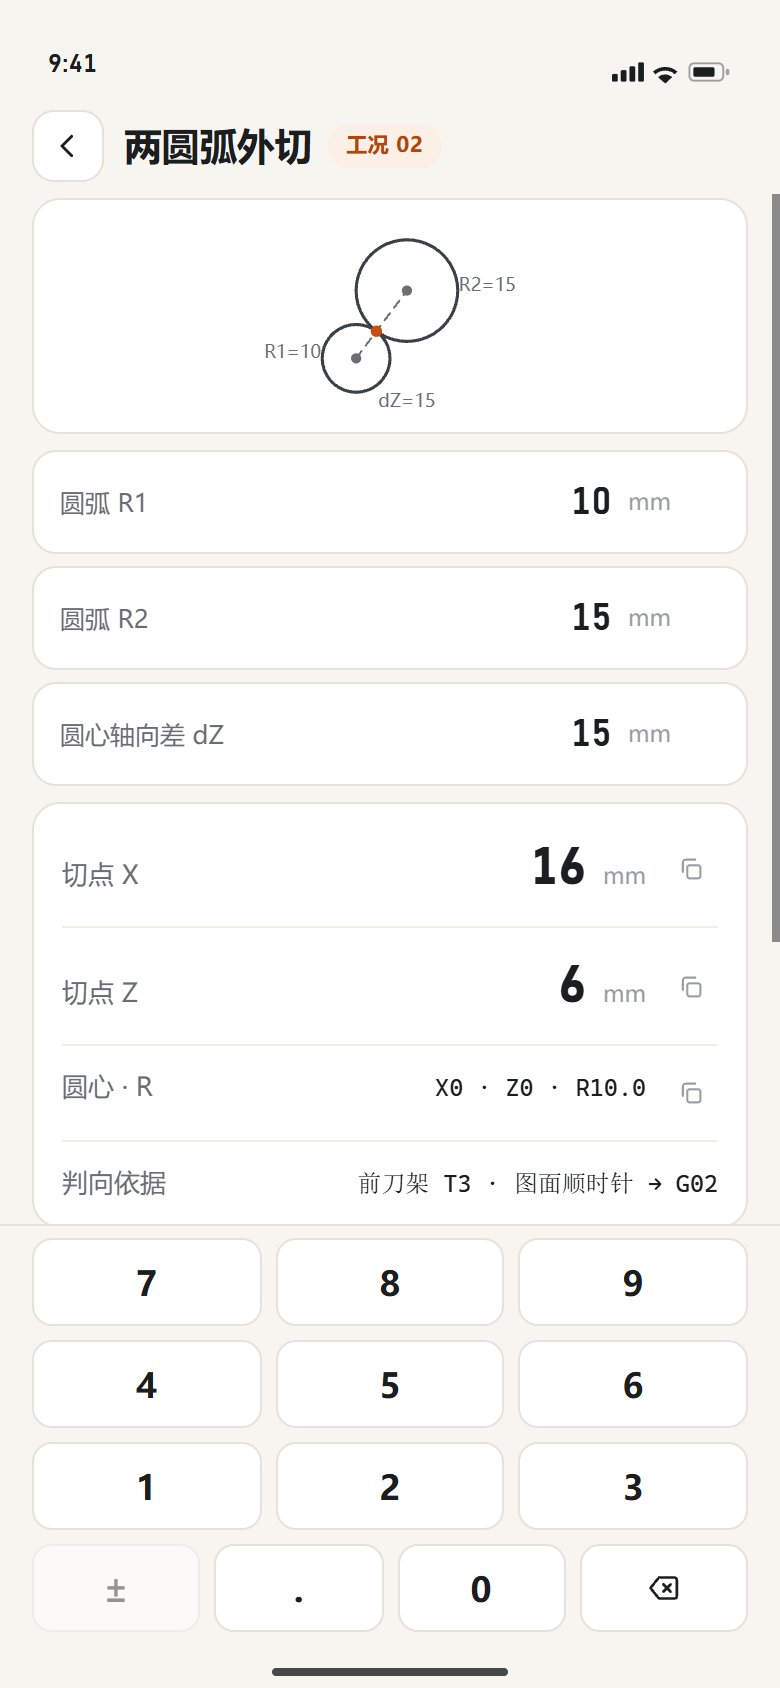 9:41
两圆弧外切 工况 02
R2=15
R1=10
dZ=15
圆弧 R1 10 mm
圆弧 R2 15 mm
圆心轴向差 dZ 15 mm
切点 X 16 mm
切点 Z 6 mm
圆心 · R X0 · Z0 · R10.0
判向依据 前刀架 T3 · 图面顺时针 → G02
7 8 9
4 5 6
1 2 3
± . 0